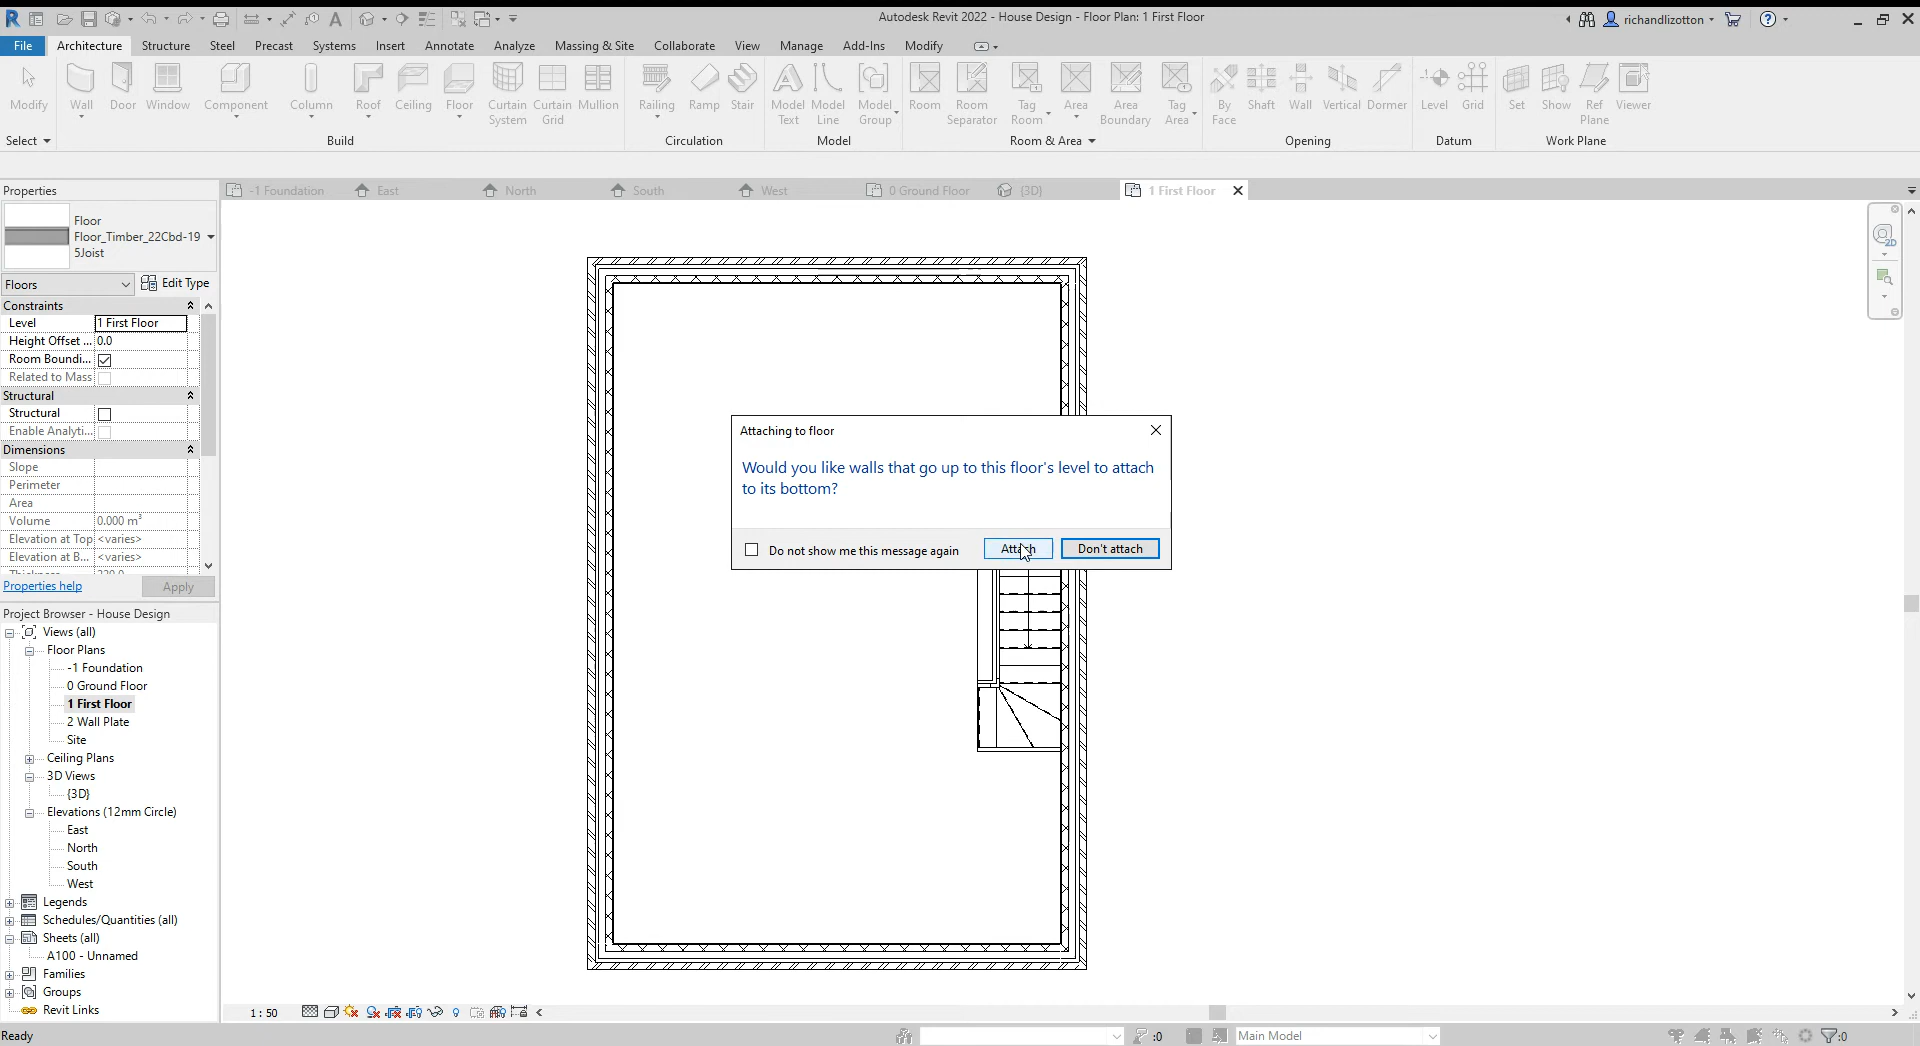 Autodesk Revit 2022 - House Design - Floor Plan: 1 First Floor
richandlizotton
File Architecture Structure Steel Precast Systems Insert Annotate Analyze Massing & Site Collaborate View Manage Add-Ins Modify
Modify Wall Door Window Component Column Roof Ceiling Floor Curtain System Curtain Grid Mullion Railing Ramp Stair Model Text Model Line Model Group Room Room Separator Tag Room Area Area Boundary Tag Area By Face Shaft Wall Vertical Dormer Level Grid Set Show Ref Plane Viewer
Select Build Circulation Model Room & Area Opening Datum Work Plane
Properties
-1 Foundation East North South West 0 Ground Floor {3D} 1 First Floor
Floor
Floor_Timber_22Cbd-19
5Joist
Floors Edit Type
Constraints
Level 1 First Floor
Height Offset ... 0.0
Room Boundi...
Related to Mass
Structural
Structural
Enable Analyti...
Dimensions
Slope
Perimeter
Area
Volume 0.000 m³
Elevation at Top <varies>
Elevation at B... <varies>
Properties help Apply
Project Browser - House Design
Views (all)
Floor Plans
-1 Foundation
0 Ground Floor
1 First Floor
2 Wall Plate
Site
Ceiling Plans
3D Views
{3D}
Elevations (12mm Circle)
East
North
South
West
Legends
Schedules/Quantities (all)
Sheets (all)
A100 - Unnamed
Families
Groups
Revit Links
Attaching to floor
Would you like walls that go up to this floor's level to attach
to its bottom?
Do not show me this message again Attach Don't attach
2D
1 : 50
Ready
:0
Main Model
:0